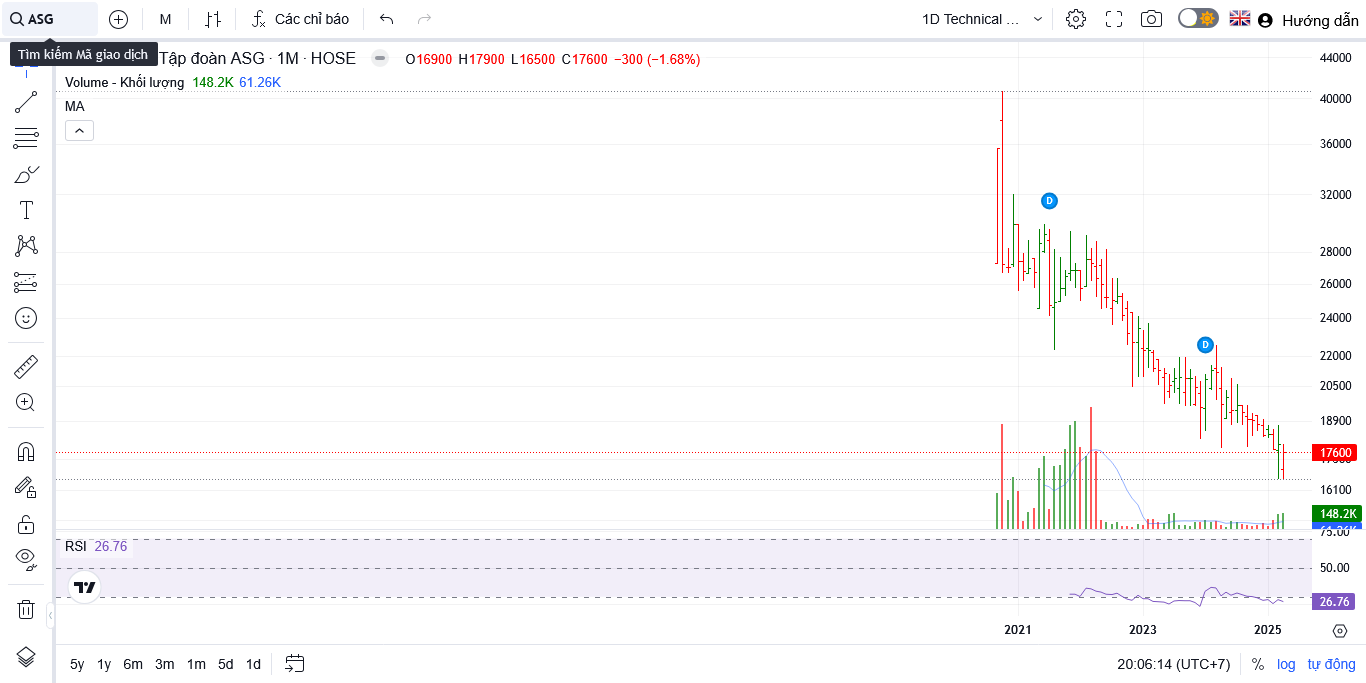 ASG M Các chỉ báo 1D Technical ... Hướng dẫn
Tìm kiếm Mã giao dịch Tập đoàn ASG · 1M · HOSE O16900 H17900 L16500 C17600 −300 (−1.68%)
Volume - Khối lượng 148.2K 61.26K
MA
D
D
T
44000
40000
36000
32000
28000
26000
24000
22000
20500
18900
17600
16100
148.2K
75.00
RSI 26.76
50.00
26.76
2021 2023 2025
5y 1y 6m 3m 1m 5d 1d 20:06:14 (UTC+7) % log tự động